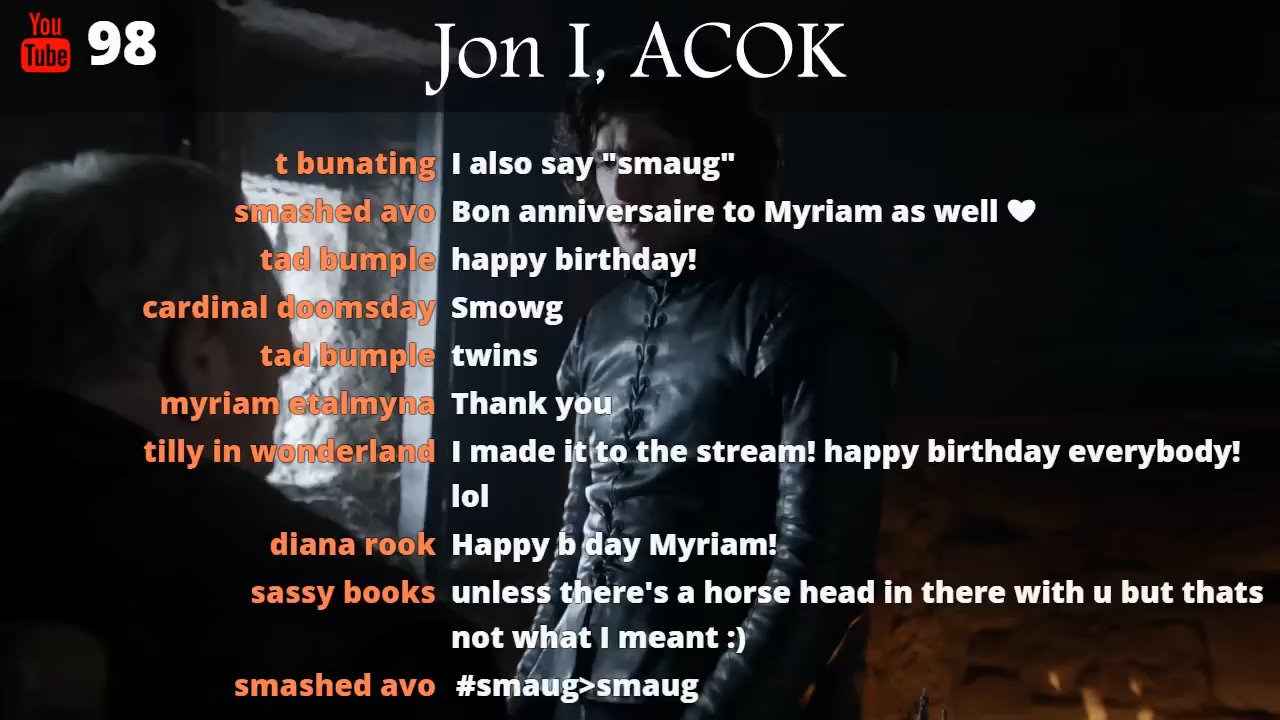 You Tube 98
Jon I, ACOK
t bunating I also say "smaug"
smashed avo Bon anniversaire to Myriam as well ♥
tad bumple happy birthday!
cardinal doomsday Smowg
tad bumple twins
myriam etalmyna Thank you
tilly in wonderland I made it to the stream! happy birthday everybody!
lol
diana rook Happy b day Myriam!
sassy books unless there's a horse head in there with u but thats
not what I meant :)
smashed avo #smaug>smaug